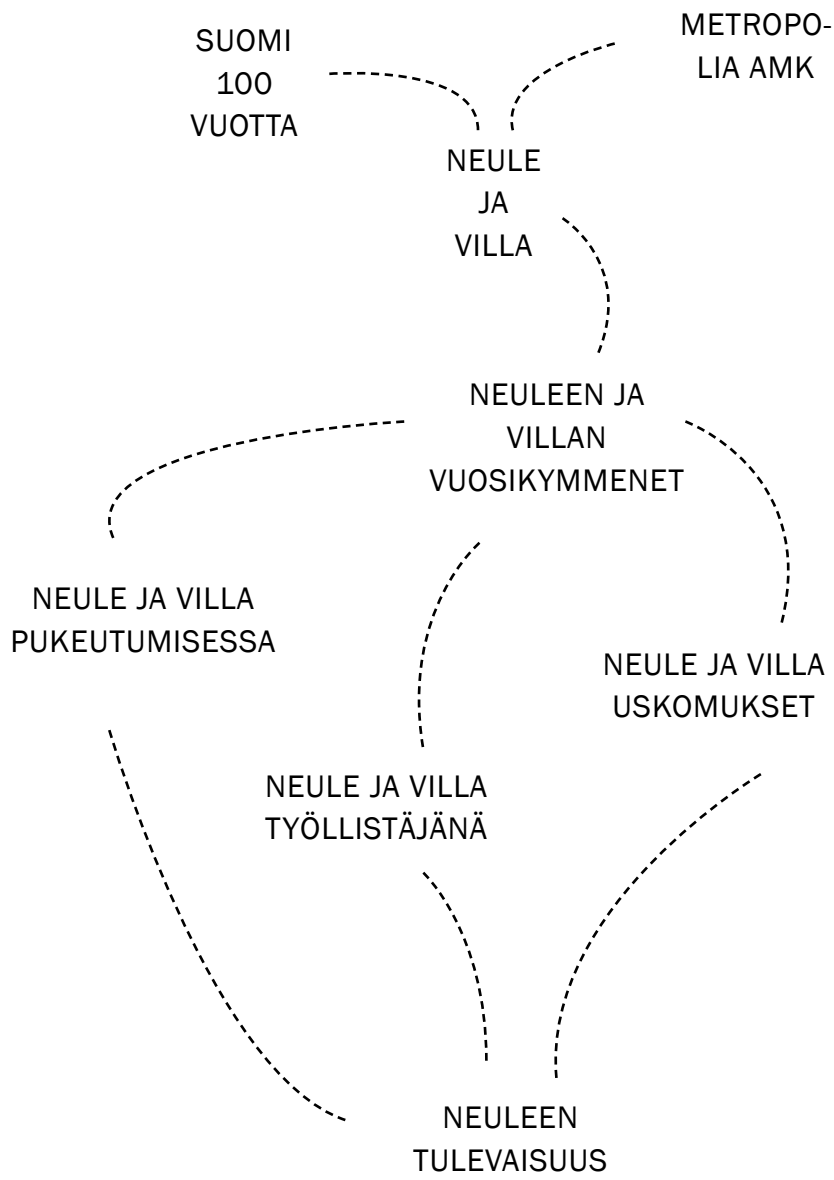 SUOMI
100
VUOTTA
METROPO-
LIA AMK
NEULE
JA
VILLA
NEULEEN JA
VILLAN
VUOSIKYMMENET
NEULE JA VILLA
PUKEUTUMISESSA
NEULE JA VILLA
USKOMUKSET
NEULE JA VILLA
TYÖLLISTÄJÄNÄ
NEULEEN
TULEVAISUUS